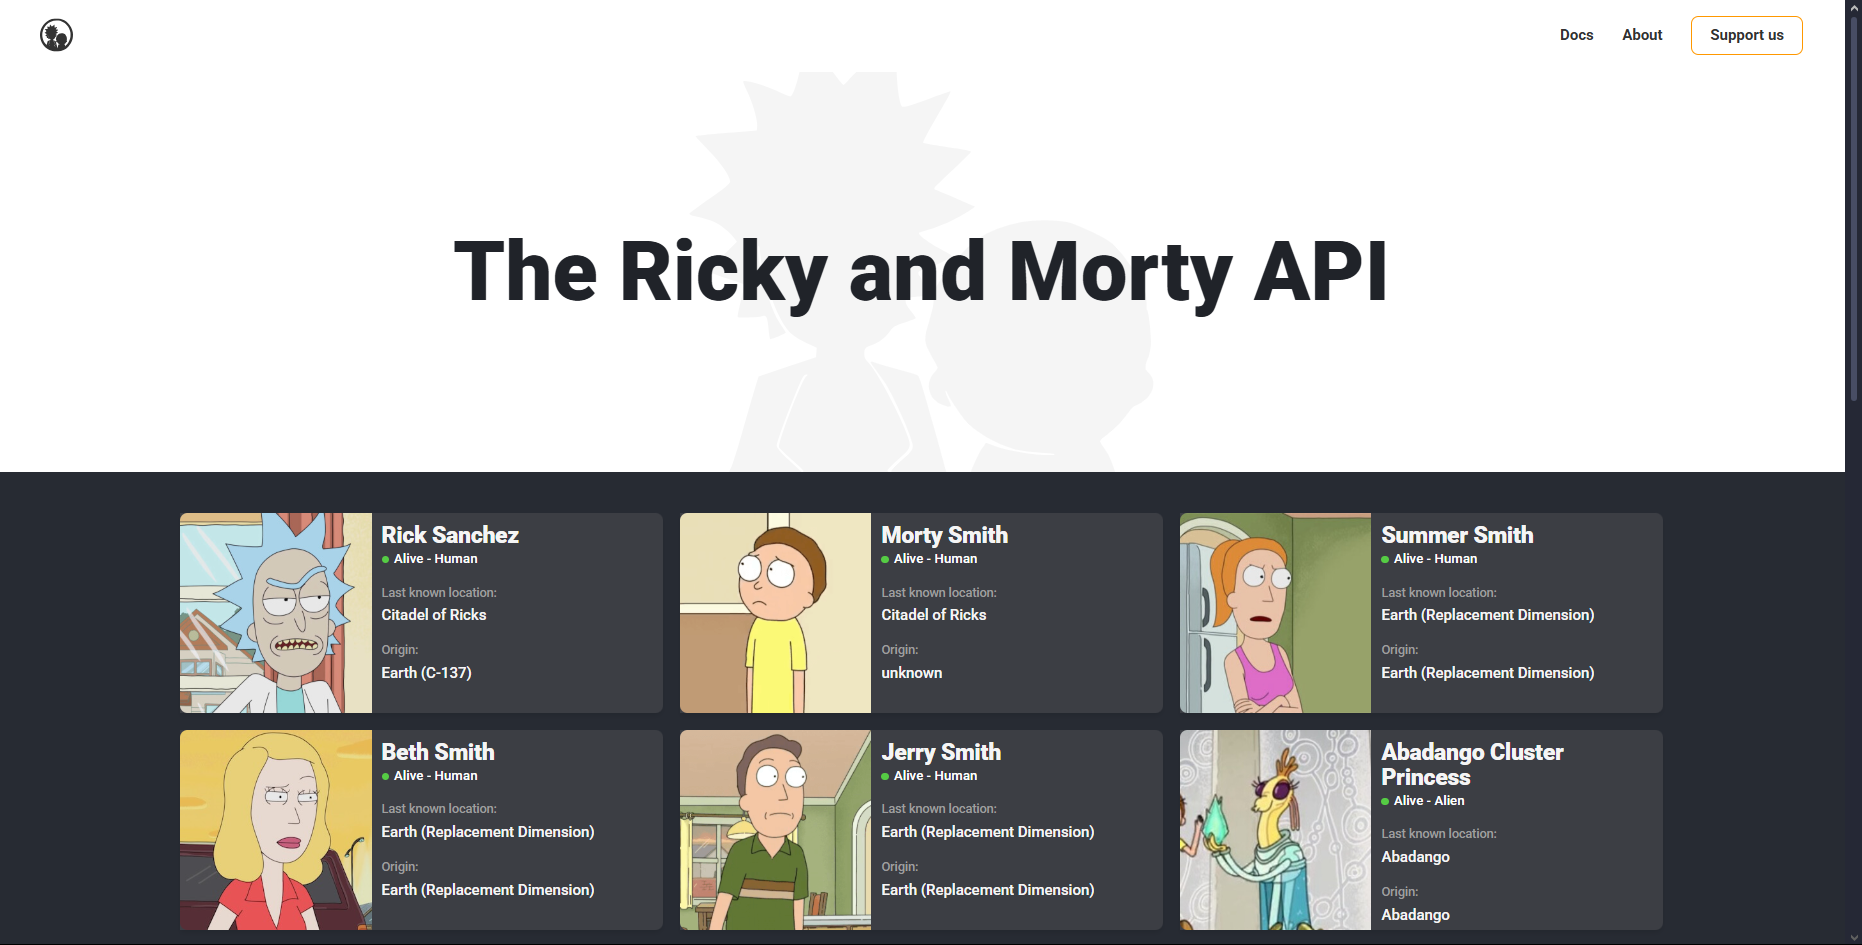 Docs
About
Support us
The Ricky and Morty API
Rick Sanchez
Alive - Human
Last known location:
Citadel of Ricks
Origin:
Earth (C-137)
Morty Smith
Alive - Human
Last known location:
Citadel of Ricks
Origin:
unknown
Summer Smith
Alive - Human
Last known location:
Earth (Replacement Dimension)
Origin:
Earth (Replacement Dimension)
Beth Smith
Alive - Human
Last known location:
Earth (Replacement Dimension)
Origin:
Earth (Replacement Dimension)
Jerry Smith
Alive - Human
Last known location:
Earth (Replacement Dimension)
Origin:
Earth (Replacement Dimension)
Abadango Cluster
Princess
Alive - Alien
Last known location:
Abadango
Origin:
Abadango